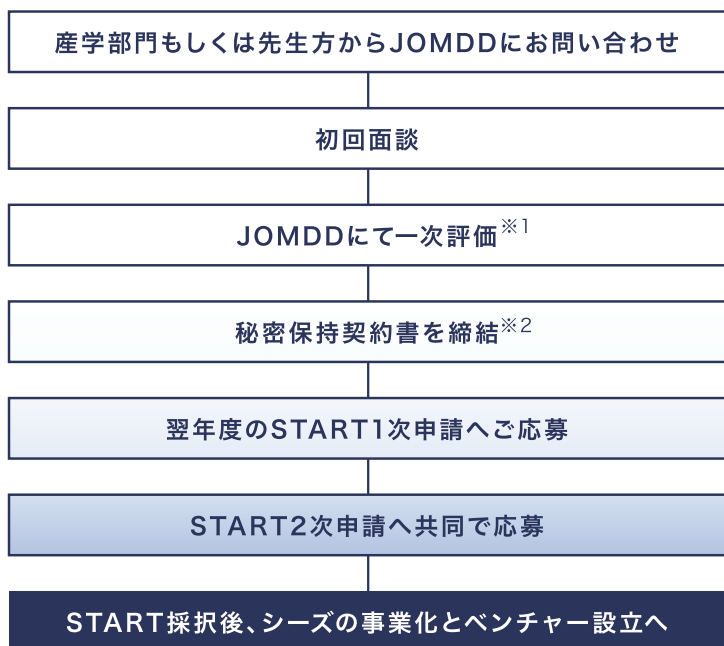 産学部門もしくは先生方からJOMDDにお問い合わせ
初回面談
JOMDDにて一次評価※1
秘密保持契約書を締結※2
翌年度のSTART1次申請へご応募
START2次申請へ共同で応募
START採択後、シーズの事業化とベンチャー設立へ